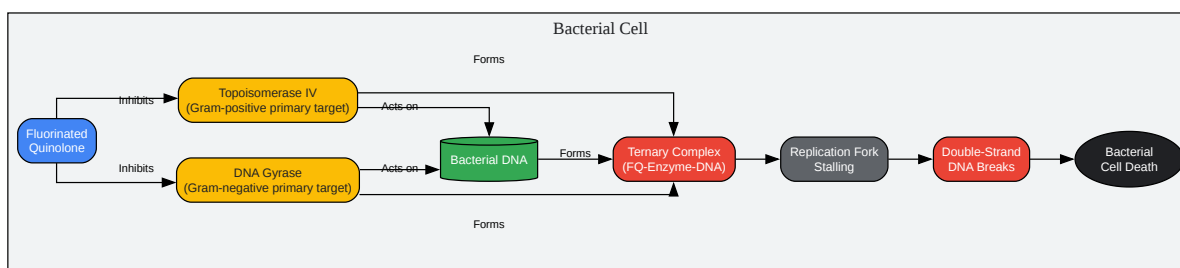 Bacterial Cell
Forms
Topoisomerase IV
(Gram-positive primary target)
Inhibits
Acts on
Fluorinated
Quinolone
Bacterial DNA
Forms
Ternary Complex
(FQ-Enzyme-DNA)
Replication Fork
Stalling
Double-Strand
DNA Breaks
Bacterial
Cell Death
Inhibits
DNA Gyrase
(Gram-negative primary target)
Acts on
Forms